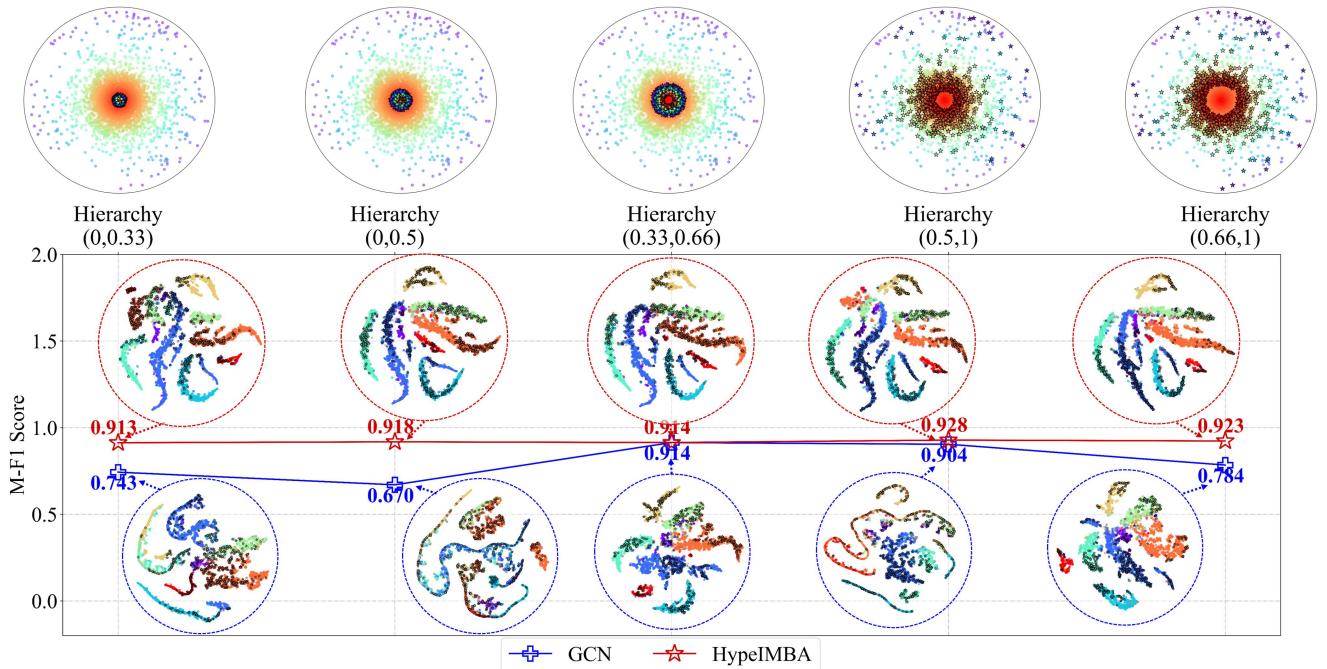 Hierarchy
(0,0.33)
Hierarchy
(0,0.5)
Hierarchy
(0.33,0.66)
Hierarchy
(0.5,1)
Hierarchy
(0.66,1)
2.0
1.5
1.0
0.5
0.0
M-F1 Score
0.913
0.918
0.914
0.928
0.923
0.743
0.670
0.914
0.904
0.784
GCN
HypeIMBA